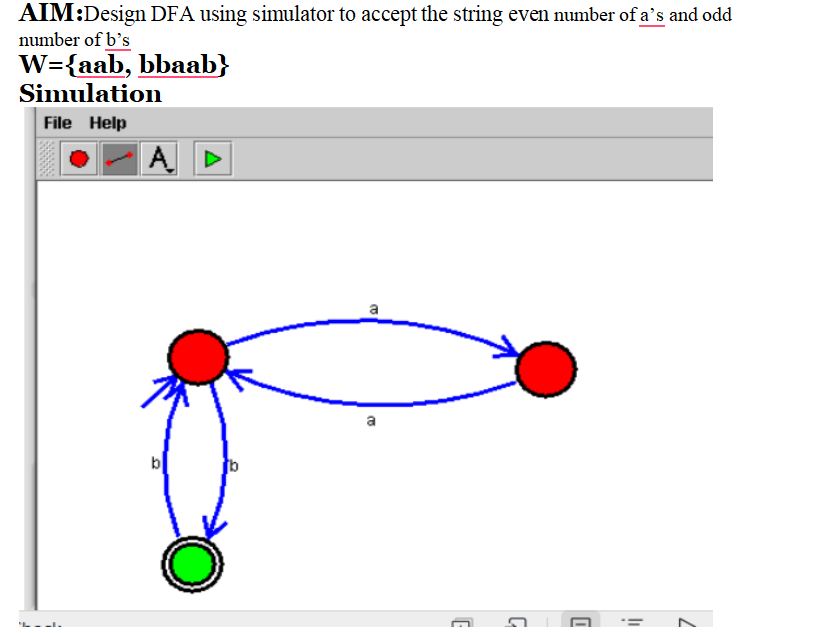 AIM:Design DFA using simulator to accept the string even number of a's and odd
number of b's
W={aab, bbaab}
Simulation
File Help
A
a
a
b
b